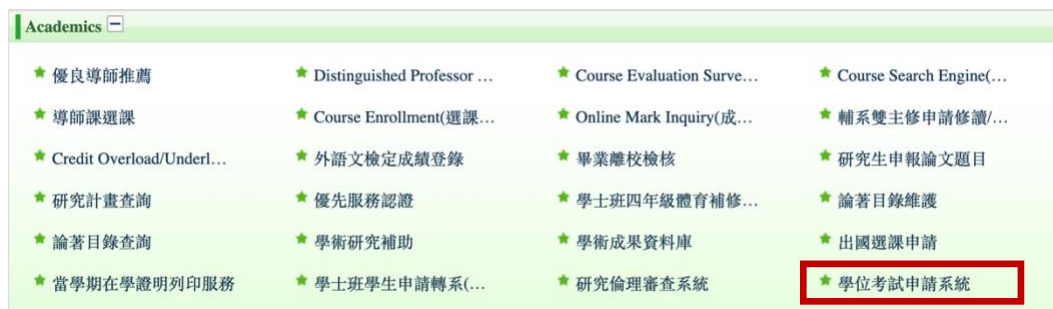 Academics
優良導師推薦 Distinguished Professor ... Course Evaluation Surve... Course Search Engine(...
導師課選課 Course Enrollment(選課... Online Mark Inquiry(成... 輔系雙主修申請修讀/...
Credit Overload/Underl... 外語文檢定成績登錄 畢業離校檢核 研究生申報論文題目
研究計畫查詢 優先服務認證 學士班四年級體育補修... 論著目錄維護
論著目錄查詢 學術研究補助 學術成果資料庫 出國選課申請
當學期在學證明列印服務 學士班學生申請轉系(... 研究倫理審查系統 學位考試申請系統